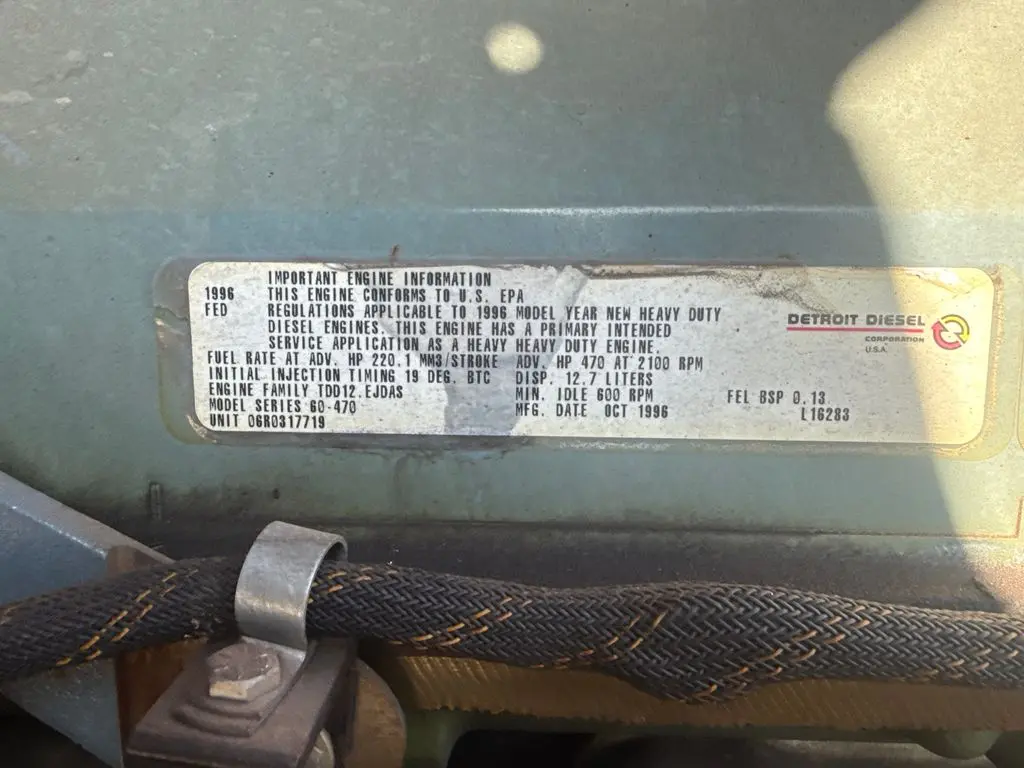 IMPORTANT ENGINE INFORMATION
1996 THIS ENGINE CONFORMS TO U.S. EPA
FED REGULATIONS APPLICABLE TO 1996 MODEL YEAR NEW HEAVY DUTY
DIESEL ENGINES. THIS ENGINE HAS A PRIMARY INTENDED
SERVICE APPLICATION AS A HEAVY HEAVY DUTY ENGINE.
FUEL RATE AT ADV. HP 220.1 MM3/STROKE ADV. HP 470 AT 2100 RPM
INITIAL INJECTION TIMING 19 DEG. BTC DISP. 12.7 LITERS
ENGINE FAMILY TDD12.EJDAS MIN. IDLE 600 RPM FEL BSP 0.13
MODEL SERIES 60-470 MFG. DATE OCT 1996 L16283
UNIT 06R0317719
DETROIT DIESEL
CORPORATION
U.S.A.